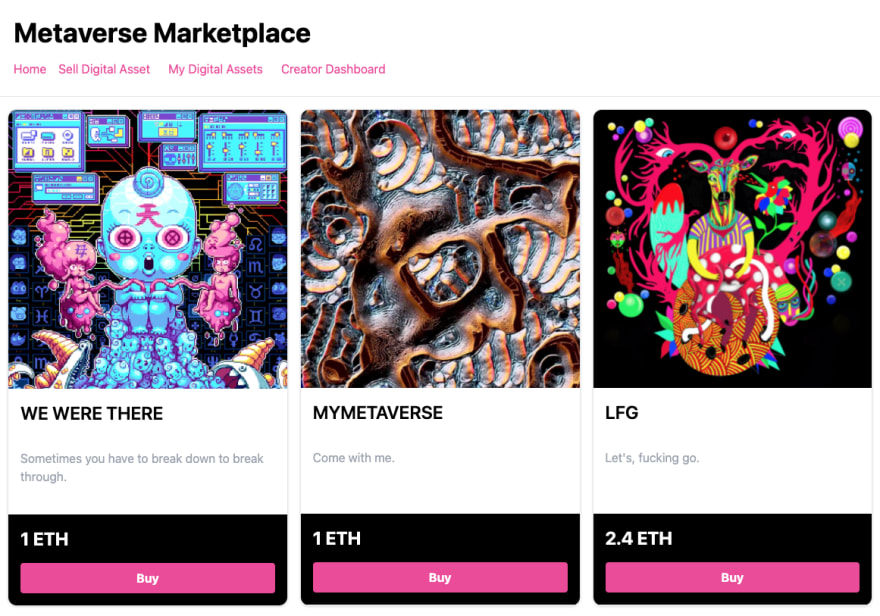 Metaverse Marketplace
Home Sell Digital Asset My Digital Assets Creator Dashboard
WE WERE THERE
Sometimes you have to break down to break
through.
1 ETH
Buy
MYMETAVERSE
Come with me.
1 ETH
Buy
LFG
Let's, fucking go.
2.4 ETH
Buy